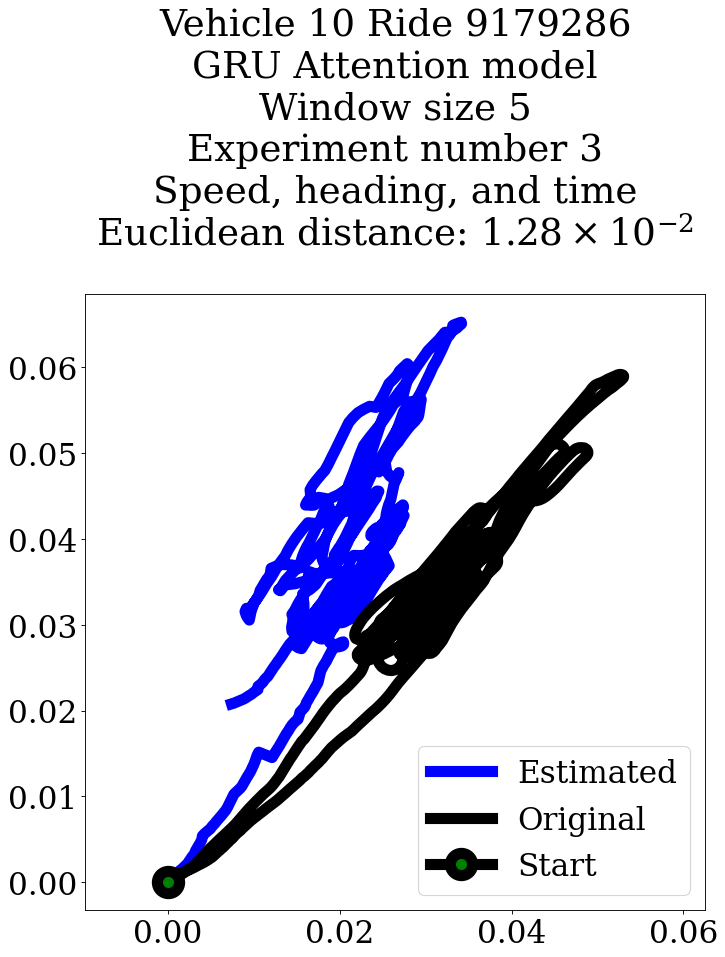 Vehicle 10 Ride 9179286
GRU Attention model
Window size 5
Experiment number 3
Speed, heading, and time
Euclidean distance: 1.28 × 10⁻²
0.06
0.05
0.04
0.03
0.02
0.01
0.00
Estimated
Original
Start
0.00 0.02 0.04 0.06